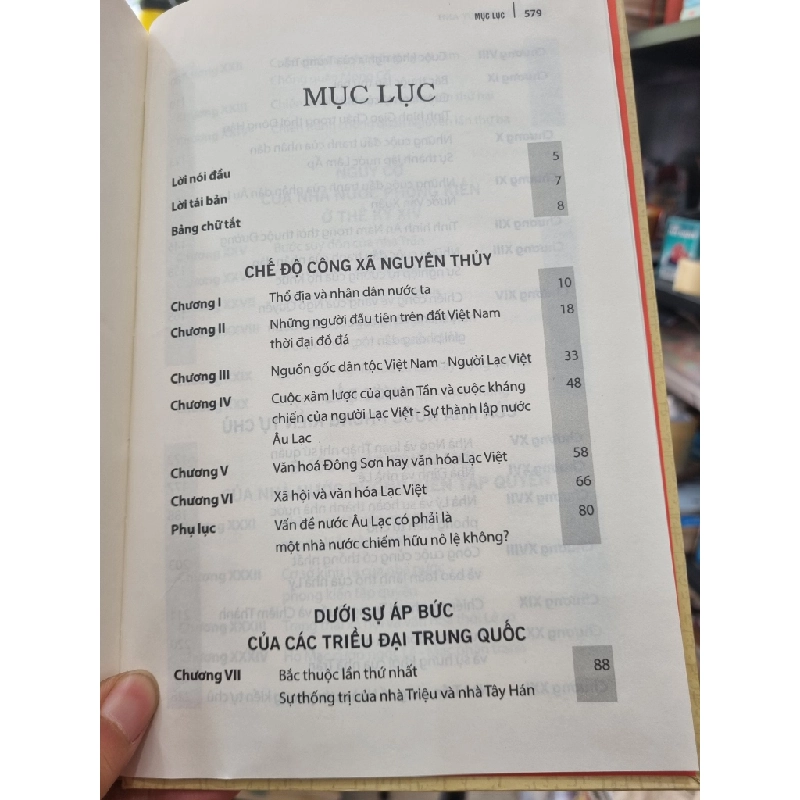 MỤC LỤC | 579
MỤC LỤC
Lời nói đầu 5
Lời tái bản 7
Bảng chữ tắt 8
CHẾ ĐỘ CÔNG XÃ NGUYÊN THỦY
Chương I Thổ địa và nhân dân nước ta 10
Chương II Những người đầu tiên trên đất Việt Nam 18
thời đại đồ đá
Chương III Nguồn gốc dân tộc Việt Nam - Người Lạc Việt 33
Chương IV Cuộc xâm lược của quân Tần và cuộc kháng 48
chiến của người Lạc Việt - Sự thành lập nước
Âu Lạc
Chương V Văn hoá Đông Sơn hay văn hóa Lạc Việt 58
Chương VI Xã hội và văn hóa Lạc Việt 66
Phụ lục Vấn đề nước Âu Lạc có phải là 80
một nhà nước chiếm hữu nô lệ không?
DƯỚI SỰ ÁP BỨC
CỦA CÁC TRIỀU ĐẠI TRUNG QUỐC
Chương VII Bắc thuộc lần thứ nhất 88
Sự thống trị của nhà Triệu và nhà Tây Hán